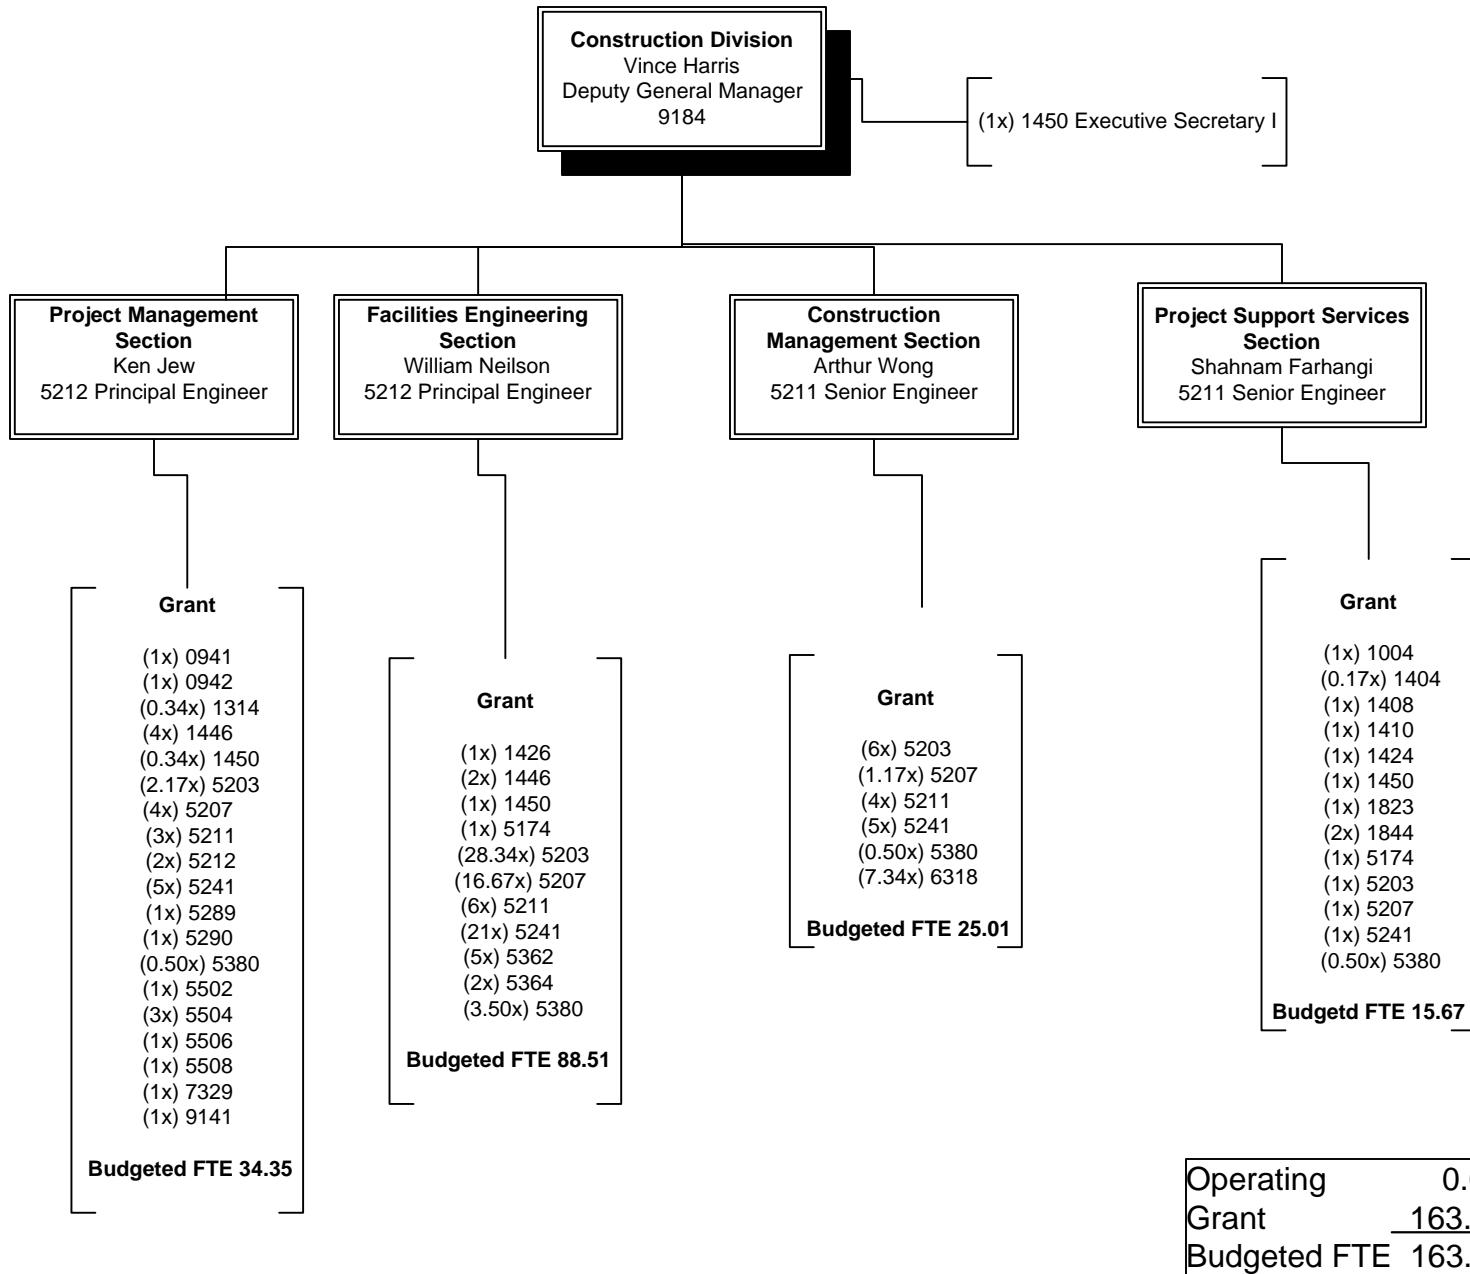 Construction Division
Vince Harris
Deputy General Manager
9184
(1x) 1450 Executive Secretary I
Project Management
Section
Ken Jew
5212 Principal Engineer
Facilities Engineering
Section
William Neilson
5212 Principal Engineer
Construction
Management Section
Arthur Wong
5211 Senior Engineer
Project Support Services
Section
Shahnam Farhangi
5211 Senior Engineer
Grant
(1x) 0941
(1x) 0942
(0.34x) 1314
(4x) 1446
(0.34x) 1450
(2.17x) 5203
(4x) 5207
(3x) 5211
(2x) 5212
(5x) 5241
(1x) 5289
(1x) 5290
(0.50x) 5380
(1x) 5502
(3x) 5504
(1x) 5506
(1x) 5508
(1x) 7329
(1x) 9141
Budgeted FTE 34.35
Grant
(1x) 1426
(2x) 1446
(1x) 1450
(1x) 5174
(28.34x) 5203
(16.67x) 5207
(6x) 5211
(21x) 5241
(5x) 5362
(2x) 5364
(3.50x) 5380
Budgeted FTE 88.51
Grant
(6x) 5203
(1.17x) 5207
(4x) 5211
(5x) 5241
(0.50x) 5380
(7.34x) 6318
Budgeted FTE 25.01
Grant
(1x) 1004
(0.17x) 1404
(1x) 1408
(1x) 1410
(1x) 1424
(1x) 1450
(1x) 1823
(2x) 1844
(1x) 5174
(1x) 5203
(1x) 5207
(1x) 5241
(0.50x) 5380
Budgetd FTE 15.67
Operating 0.
Grant 163.
Budgeted FTE 163.